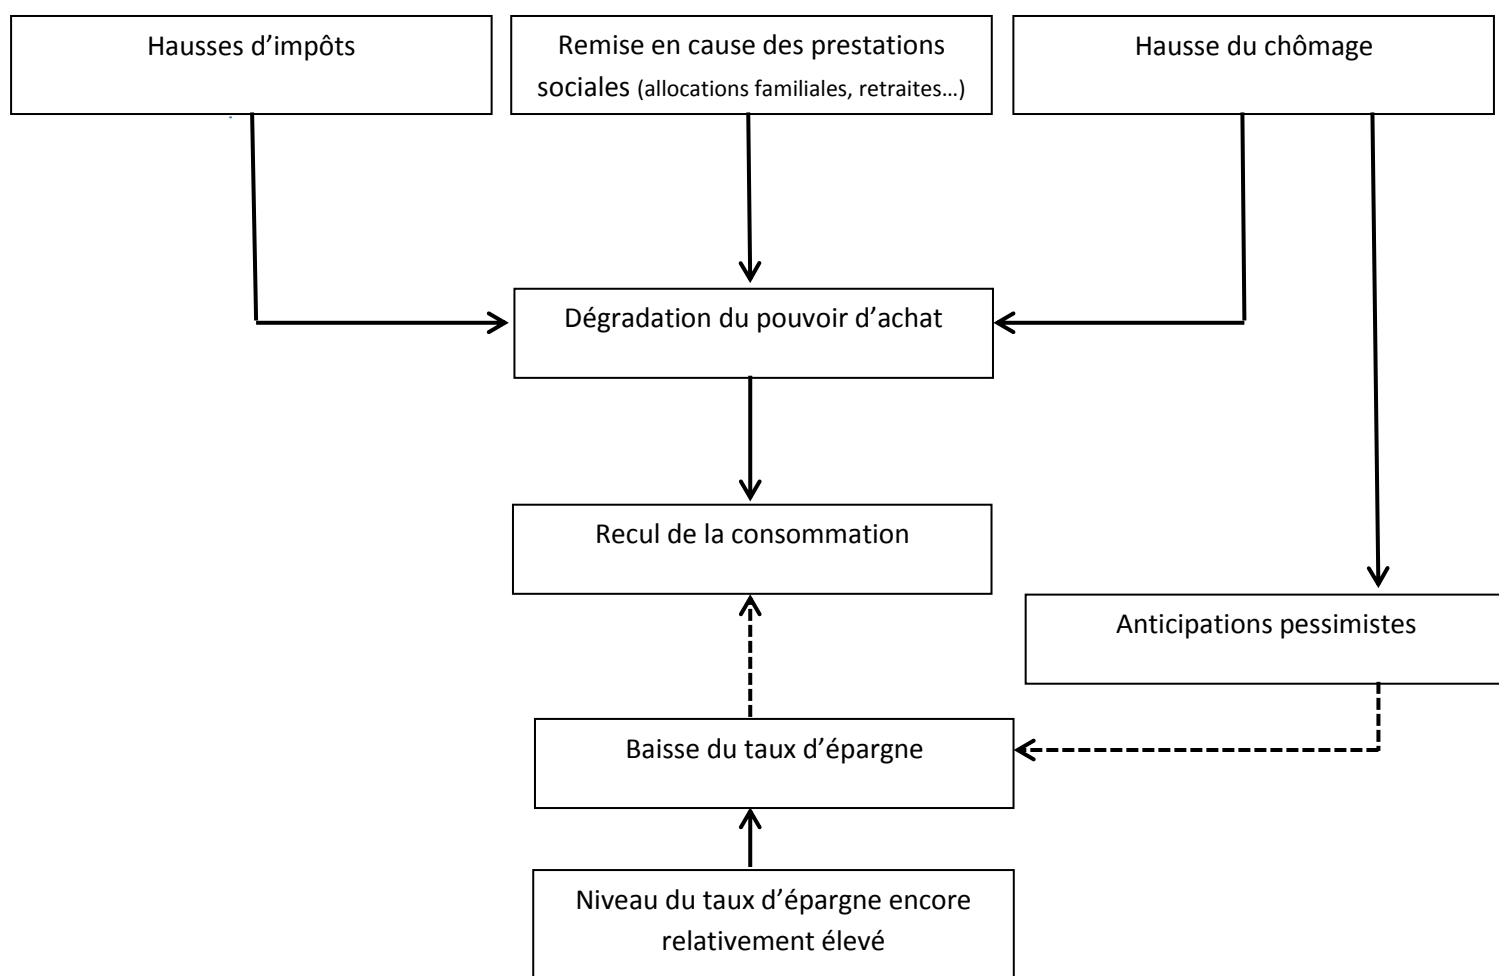 Hausses d’impôts
Remise en cause des prestations
sociales (allocations familiales, retraites…)
Hausse du chômage
Dégradation du pouvoir d’achat
Recul de la consommation
Anticipations pessimistes
Baisse du taux d’épargne
Niveau du taux d’épargne encore
relativement élevé